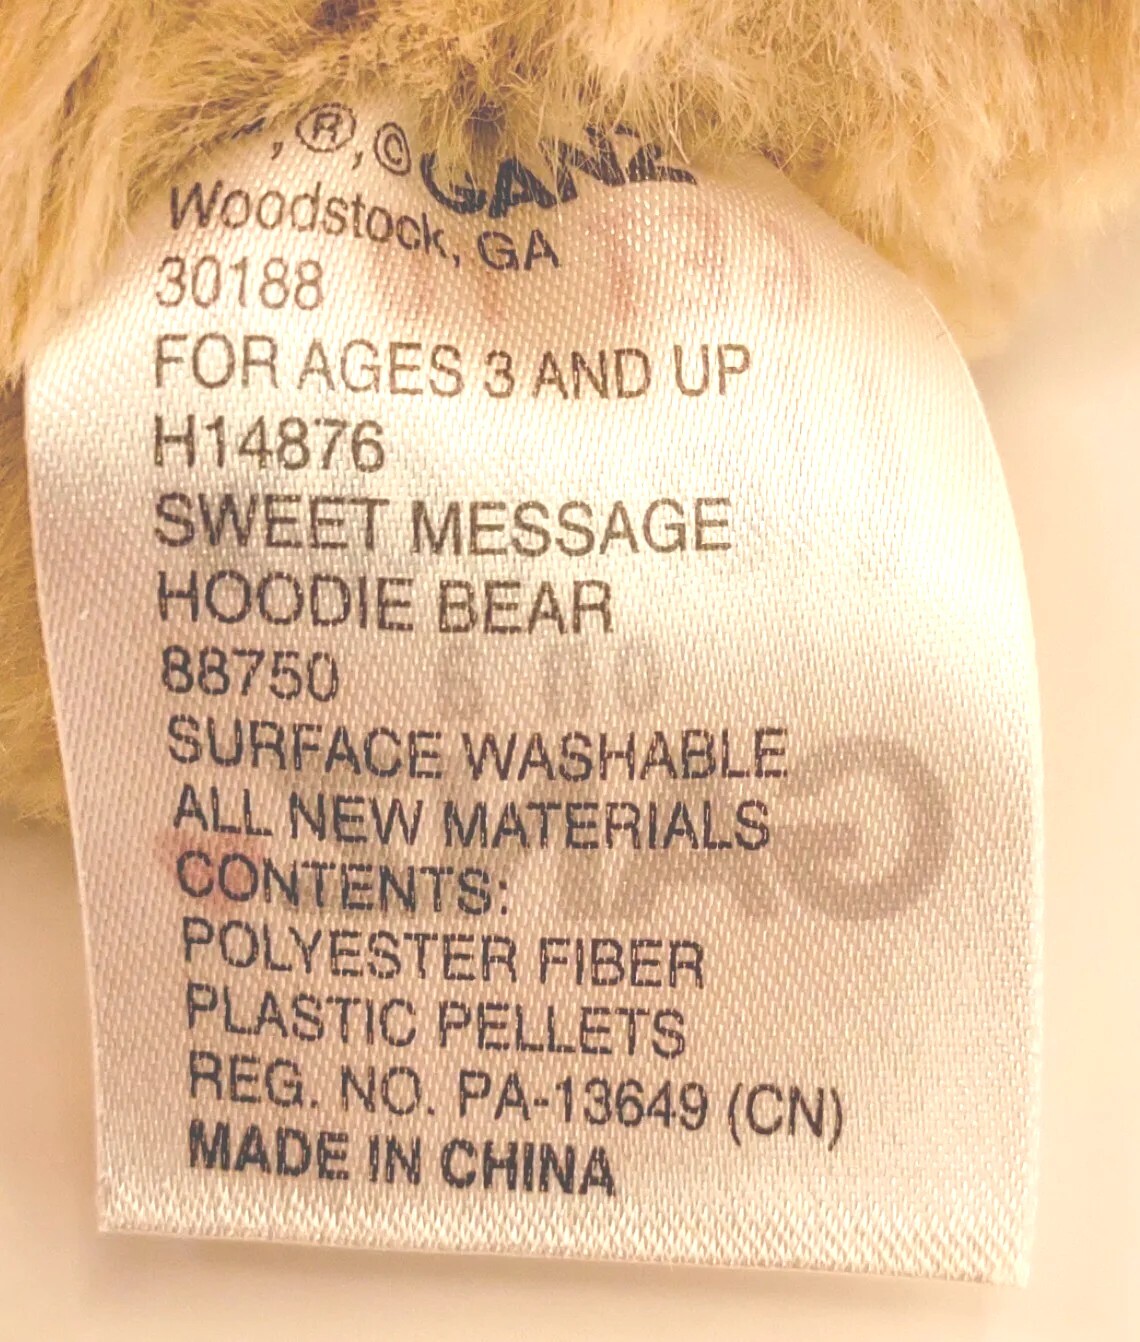 , ®, © GANZ
Woodstock, GA
30188
FOR AGES 3 AND UP
H14876
SWEET MESSAGE
HOODIE BEAR
88750
SURFACE WASHABLE
ALL NEW MATERIALS
CONTENTS:
POLYESTER FIBER
PLASTIC PELLETS
REG. NO. PA-13649 (CN)
MADE IN CHINA